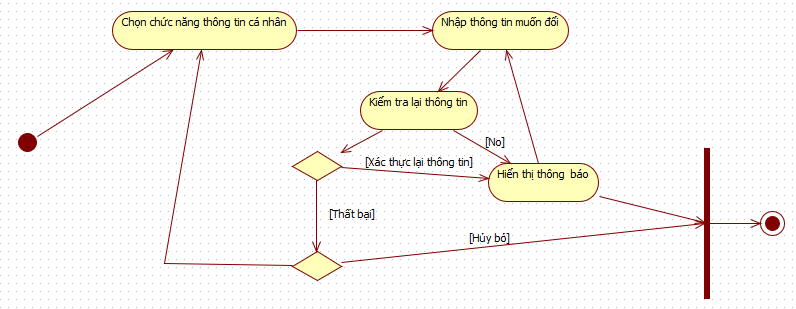 Chọn chức năng thông tin cá nhân
Nhập thông tin muốn đổi
Kiểm tra lại thông tin
[No]
[Xác thực lại thông tin]
Hiển thị thông báo
[Thất bại]
[Hủy bỏ]